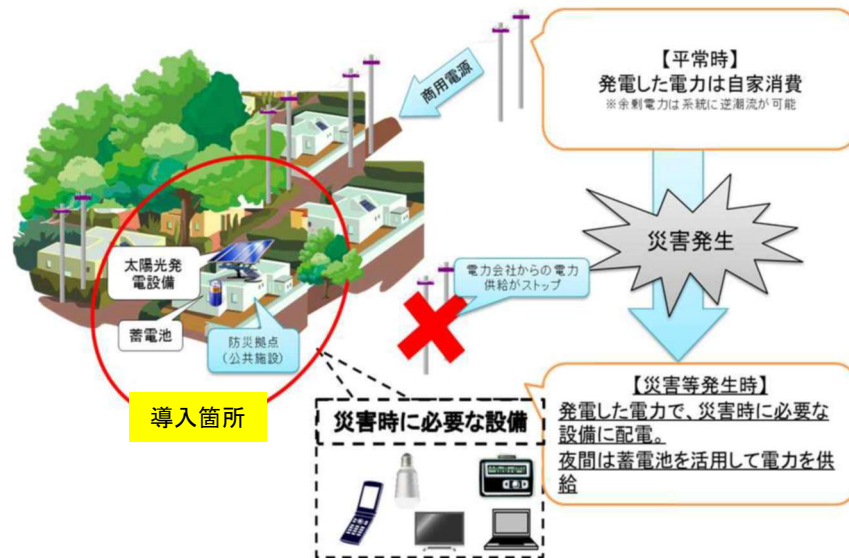 商用電源
【平常時】
発電した電力は自家消費
※余剰電力は系統に逆潮流が可能
災害発生
太陽光発
電設備
蓄電池
防災拠点
(公共施設)
電力会社からの電力
供給がストップ
導入箇所
災害時に必要な設備
【災害等発生時】
発電した電力で、災害時に必要な
設備に配電。
夜間は蓄電池を活用して電力を供
給